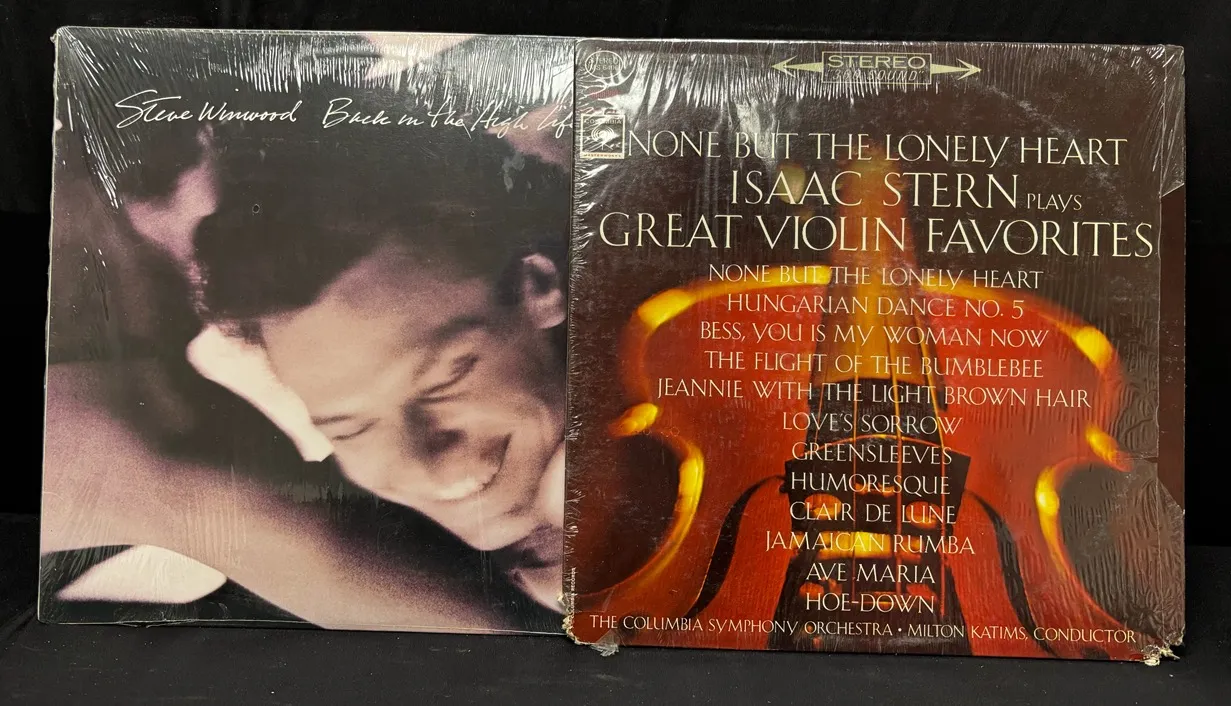 Steve Winwood Back in the High Lif
STEREO
"360 SOUND"
NONE BUT THE LONELY HEART
ISAAC STERN PLAYS
GREAT VIOLIN FAVORITES
NONE BUT THE LONELY HEART
HUNGARIAN DANCE NO. 5
BESS, YOU IS MY WOMAN NOW
THE FLIGHT OF THE BUMBLEBEE
JEANNIE WITH THE LIGHT BROWN HAIR
LOVE'S SORROW
GREENSLEEVES
HUMORESQUE
CLAIR DE LUNE
JAMAICAN RUMBA
AVE MARIA
HOE-DOWN
THE COLUMBIA SYMPHONY ORCHESTRA • MILTON KATIMS, CONDUCTOR